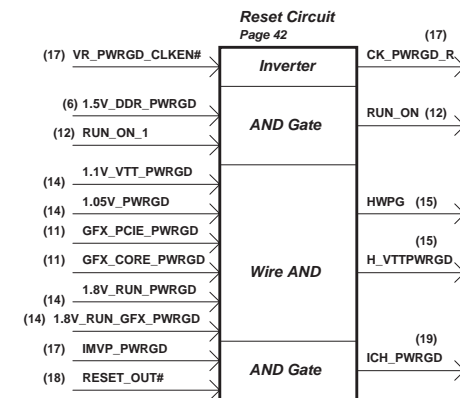 Reset Circuit
Page 42
(17) VR_PWRGD_CLKEN#
Inverter
(17)
CK_PWRGD_R
(6) 1.5V_DDR_PWRGD
(12) RUN_ON_1
AND Gate
RUN_ON (12)
(14) 1.1V_VTT_PWRGD
(14) 1.05V_PWRGD
(11) GFX_PCIE_PWRGD
(11) GFX_CORE_PWRGD
(14) 1.8V_RUN_PWRGD
(14) 1.8V_RUN_GFX_PWRGD
Wire AND
HWPG (15)
(15)
H_VTTPWRGD
(17) IMVP_PWRGD
(18) RESET_OUT#
AND Gate
(19)
ICH_PWRGD